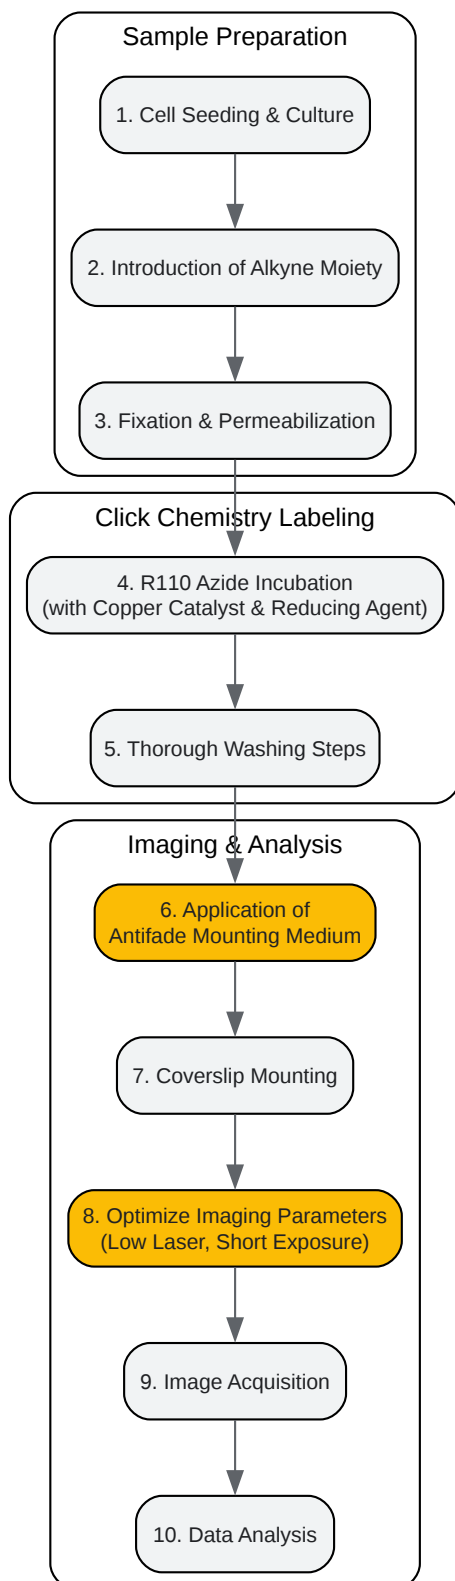 Sample Preparation
1. Cell Seeding & Culture
2. Introduction of Alkyne Moiety
3. Fixation & Permeabilization
Click Chemistry Labeling
4. R110 Azide Incubation
(with Copper Catalyst & Reducing Agent)
5. Thorough Washing Steps
Imaging & Analysis
6. Application of
Antifade Mounting Medium
7. Coverslip Mounting
8. Optimize Imaging Parameters
(Low Laser, Short Exposure)
9. Image Acquisition
10. Data Analysis